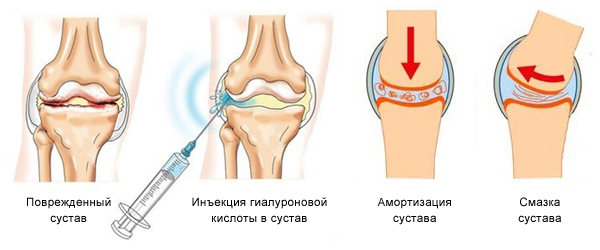 Поврежденный
сустав
Инъекция гиалуроновой
кислоты в сустав
Амортизация
сустава
Смазка
сустава